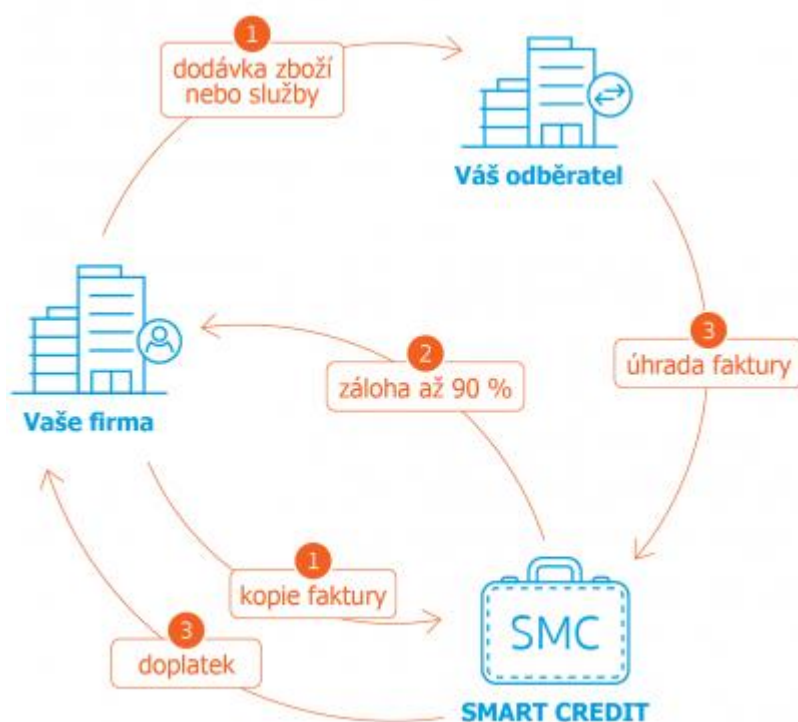 1
dodávka zboží
nebo služby
Váš odběratel
3
úhrada faktury
2
záloha až 90 %
Vaše firma
1
kopie faktury
3
doplatek
SMC
SMART CREDIT